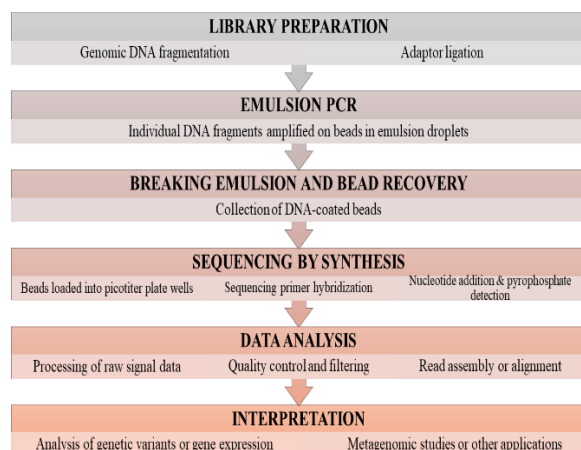 LIBRARY PREPARATION
Genomic DNA fragmentation
Adaptor ligation
EMULSION PCR
Individual DNA fragments amplified on beads in emulsion droplets
BREAKING EMULSION AND BEAD RECOVERY
Collection of DNA-coated beads
SEQUENCING BY SYNTHESIS
Beads loaded into picotiter plate wells
Sequencing primer hybridization
Nucleotide addition & pyrophosphate
detection
DATA ANALYSIS
Processing of raw signal data
Quality control and filtering
Read assembly or alignment
INTERPRETATION
Analysis of genetic variants or gene expression
Metagenomic studies or other applications